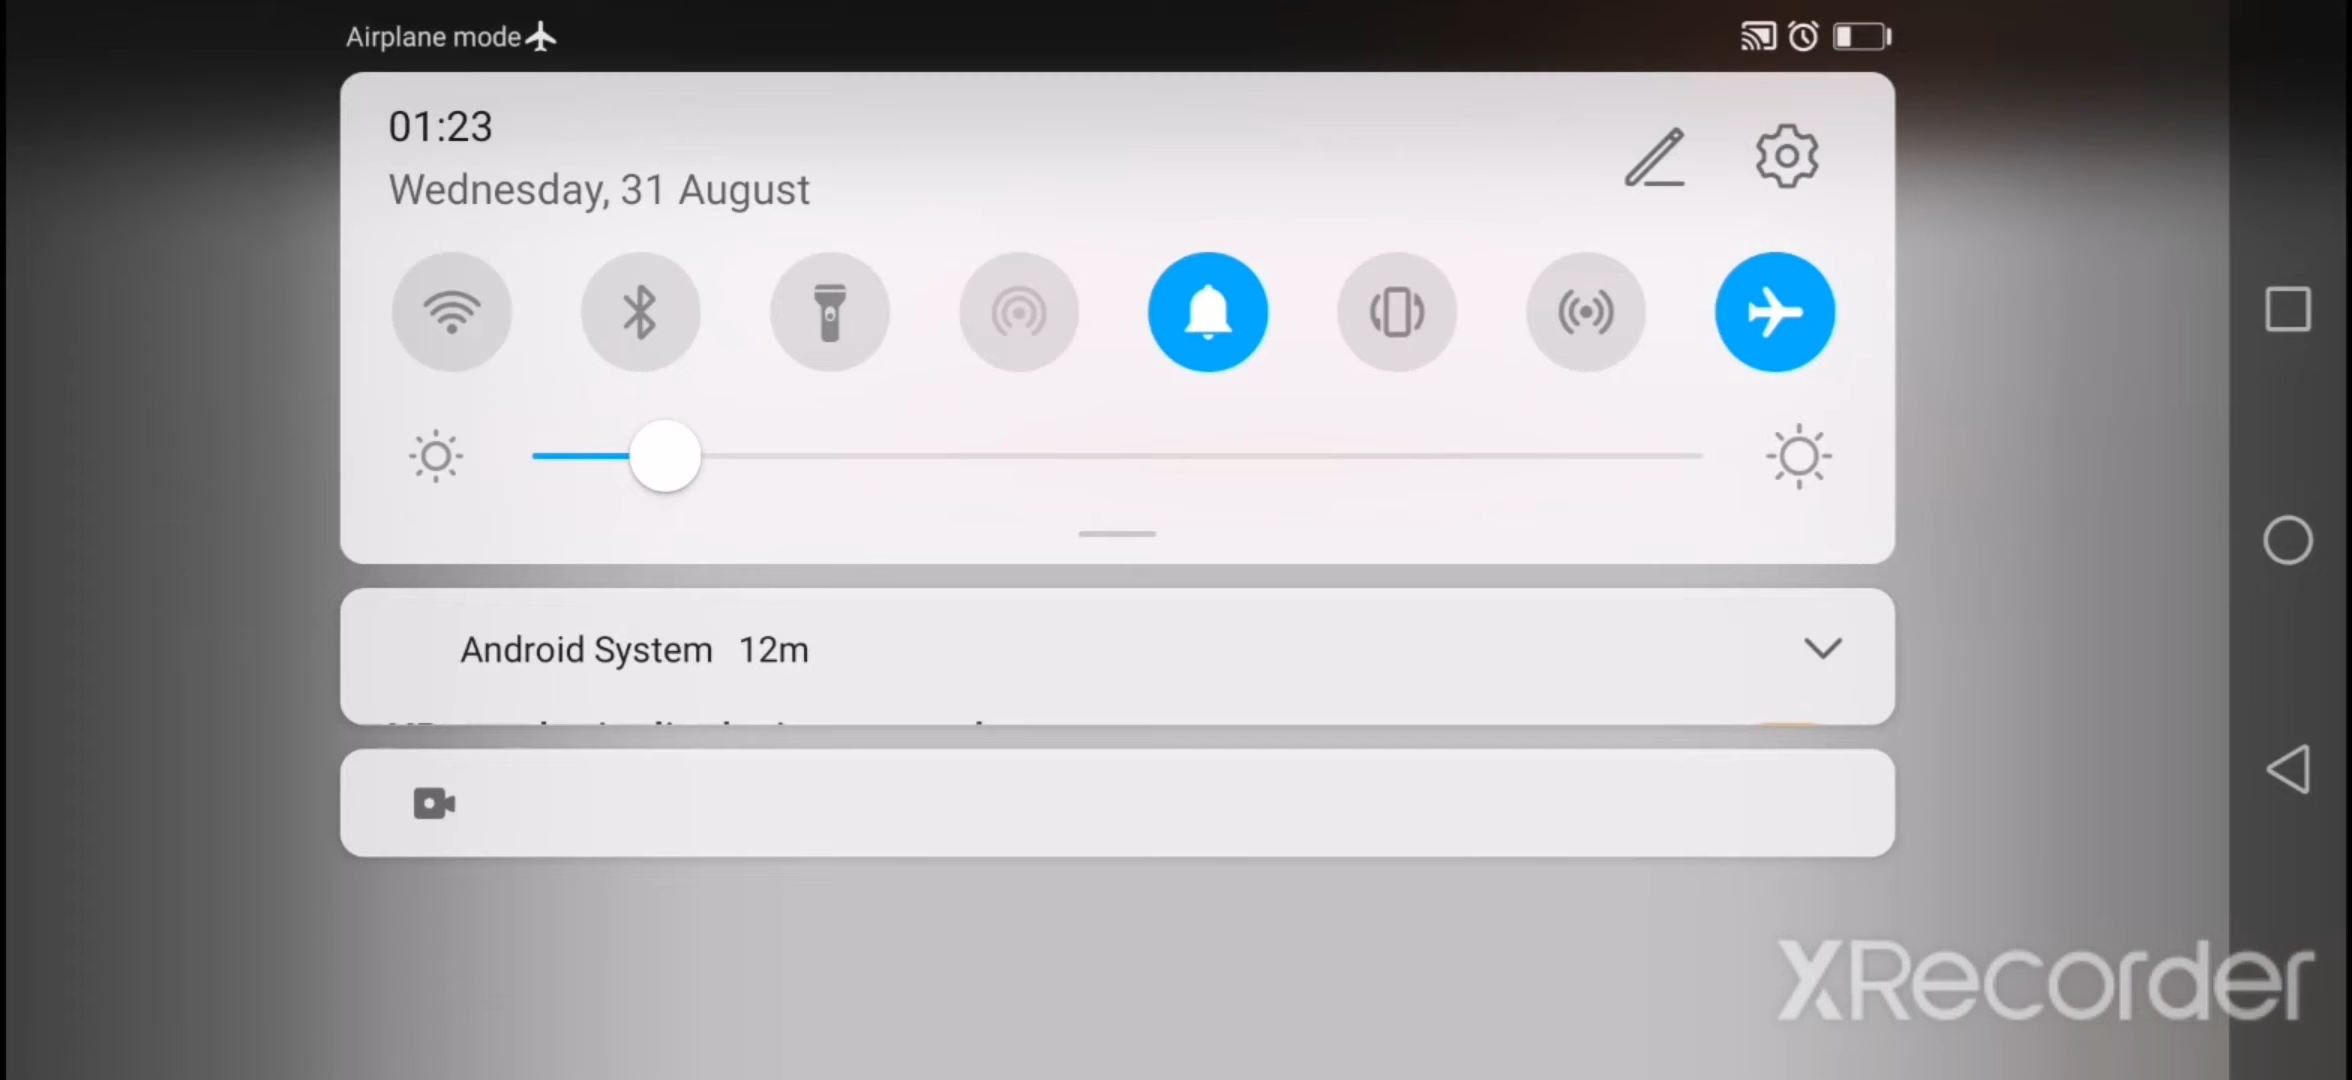 Airplane mode
01:23
Wednesday, 31 August
Android System 12m
XRecorder